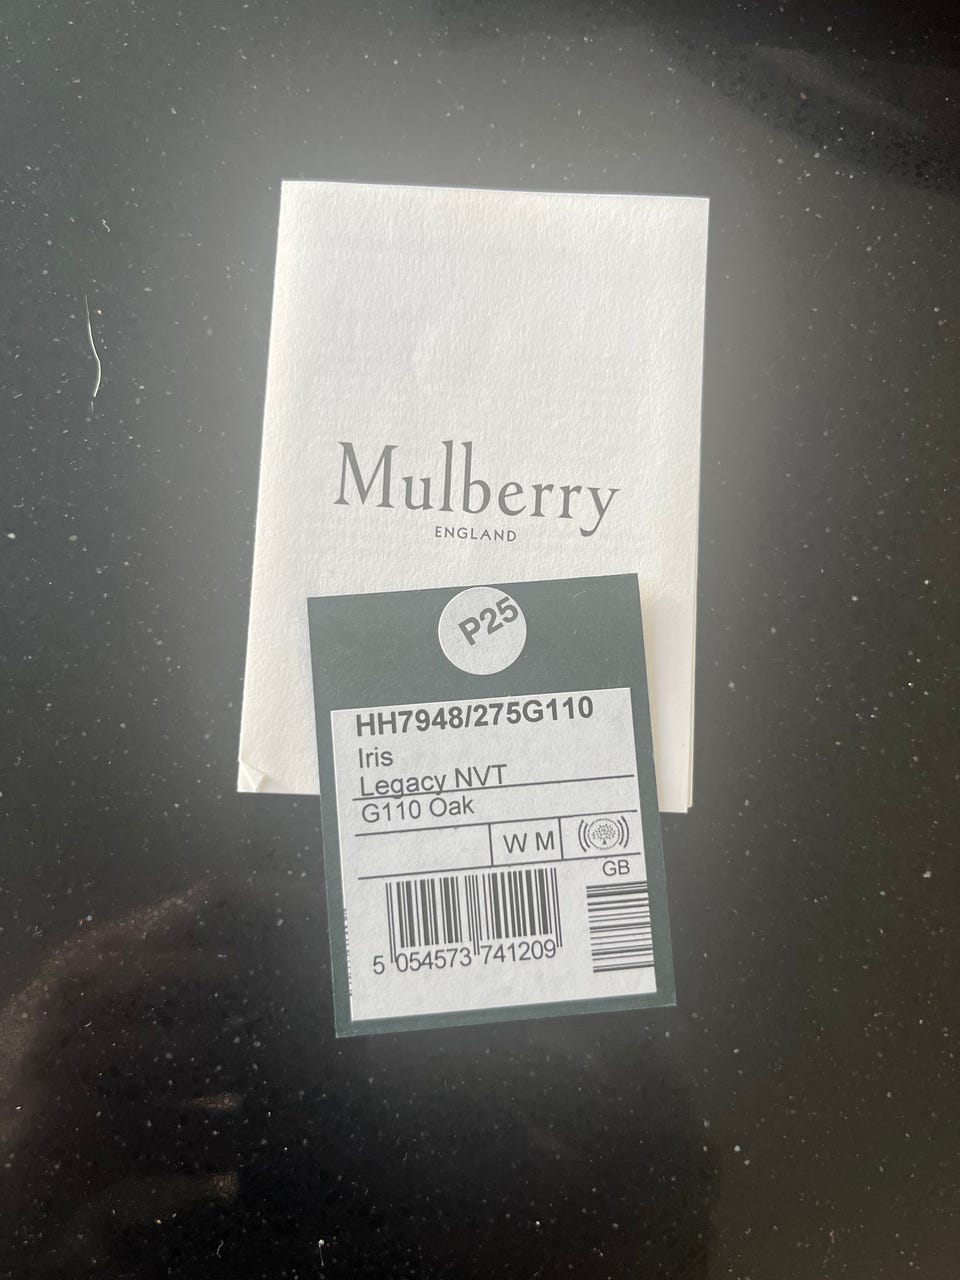 Mulberry
ENGLAND
P25
HH7948/275G110
Iris
Legacy NVT
G110 Oak
W M
GB
5 054573 741209